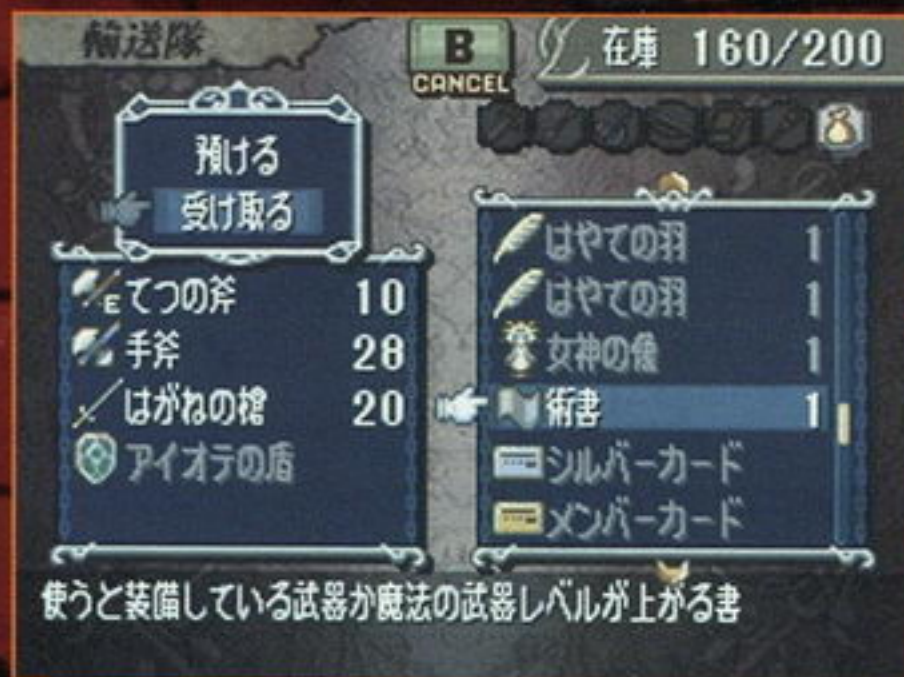 輸送隊
B
CANCEL
在庫 160/200
預ける
受け取る
E てつの斧 10
手斧 28
はがねの槍 20
アイオテの盾
はやての羽 1
はやての羽 1
女神の像 1
術書 1
シルバーカード
メンバーカード
使うと装備している武器か魔法の武器レベルが上がる書